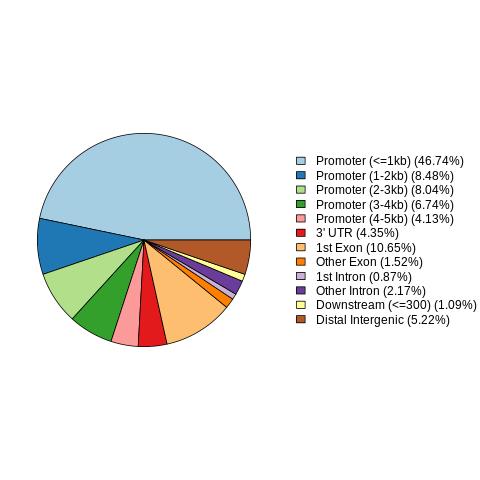 Promoter (<=1kb) (46.74%)
Promoter (1-2kb) (8.48%)
Promoter (2-3kb) (8.04%)
Promoter (3-4kb) (6.74%)
Promoter (4-5kb) (4.13%)
3' UTR (4.35%)
1st Exon (10.65%)
Other Exon (1.52%)
1st Intron (0.87%)
Other Intron (2.17%)
Downstream (<=300) (1.09%)
Distal Intergenic (5.22%)